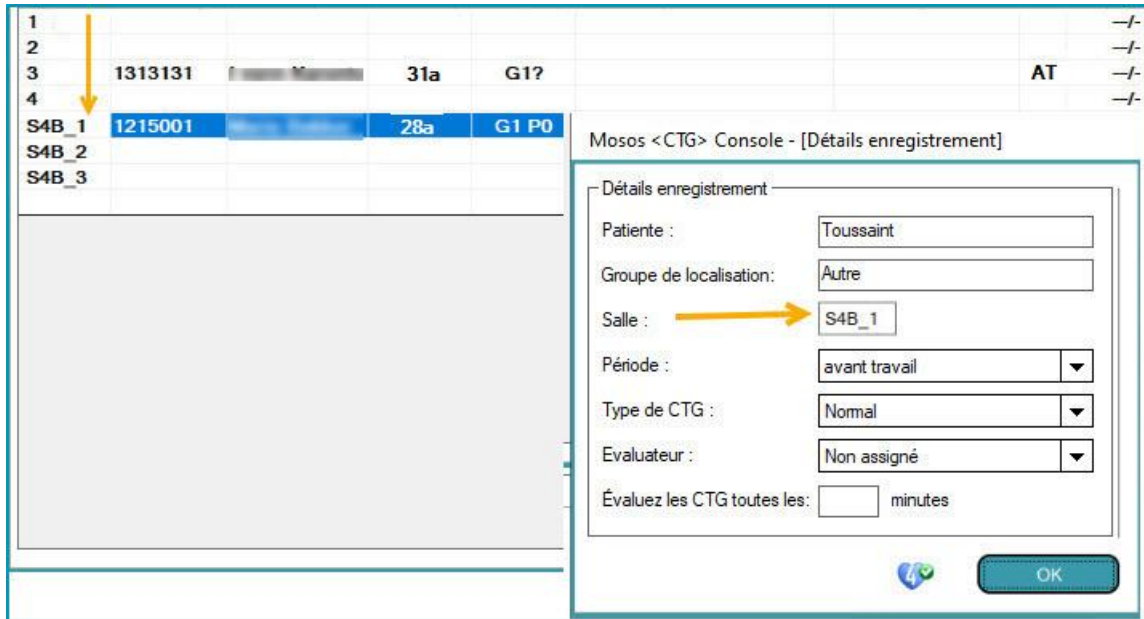 1 —/-
2 —/-
3 1313131 31a G1? AT —/-
4 —/-
S4B_1 1215001 28a G1 P0
S4B_2
S4B_3
Mosos <CTG> Console - [Détails enregistrement]
Détails enregistrement
Patiente : Toussaint
Groupe de localisation: Autre
Salle : S4B_1
Période : avant travail
Type de CTG : Normal
Evaluateur : Non assigné
Évaluez les CTG toutes les: minutes
4
OK